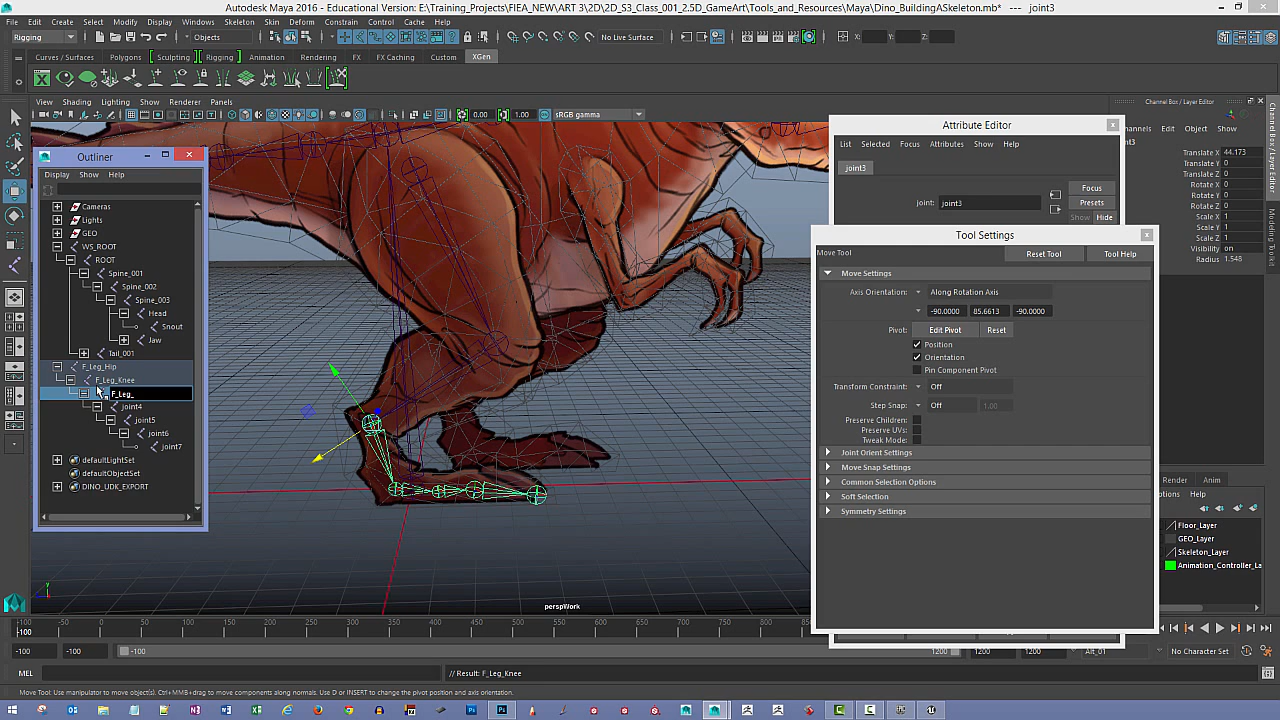 Autodesk Maya 2016 - Educational Version: E:\Training_Projects\FIEA_NEW\ART 3\2D\2D_S3_Class_001_2.5D_GameArt\Tools_and_Resources\Maya\Dino_BuildingASkeleton.mb* --- joint3
File Edit Create Select Modify Display Windows Skeleton Skin Deform Constrain Control Cache Help
Rigging Objects No Live Surface X: Y: Z:
Curves / Surfaces Polygons Sculpting Rigging Animation Rendering FX FX Caching Custom XGen
View Shading Lighting Show Renderer Panels
0.00 1.00 sRGB gamma
Outliner
Display Show Help
Cameras
Lights
GEO
WS_ROOT
ROOT
Spine_001
Spine_002
Spine_003
Head
Snout
Jaw
Tail_001
F_Leg_Hip
F_Leg_Knee
F_Leg_
joint4
joint5
joint6
joint7
defaultLightSet
defaultObjectSet
DINO_UDK_EXPORT
perspWork
Attribute Editor
List Selected Focus Attributes Show Help
joint3
joint: joint3
Focus
Presets
Show Hide
Tool Settings
Move Tool Reset Tool Tool Help
Move Settings
Axis Orientation: Along Rotation Axis
-90.0000 85.6613 -90.0000
Pivot: Edit Pivot Reset
Position
Orientation
Pin Component Pivot
Transform Constraint: Off
Step Snap: Off 1.00
Preserve Children:
Preserve UVs:
Tweak Mode:
Joint Orient Settings
Move Snap Settings
Common Selection Options
Soft Selection
Symmetry Settings
Channel Box / Layer Editor
Edit Object Show
Translate X 44.173
Translate Y 0
Translate Z 0
Rotate X 0
Rotate Y 0
Rotate Z 0
Scale X 1
Scale Y 1
Scale Z 1
Visibility on
Radius 1.548
Channel Box / Layer Editor
Modeling Toolkit
Anim
Help
Floor_Layer
GEO_Layer
Skeleton_Layer
Animation_Controller_La
-100 -50 0 50 100 150 200 250 300 350 400 450 500 550 600 650 700 750 800
-100
-100 -100 -100 1200 1200 1200 Alt_01 No Character Set
MEL // Result: F_Leg_Knee
Move Tool: Use manipulator to move object(s). Ctrl+MMB+drag to move components along normals. Use D or INSERT to change the pivot position and axis orientation.